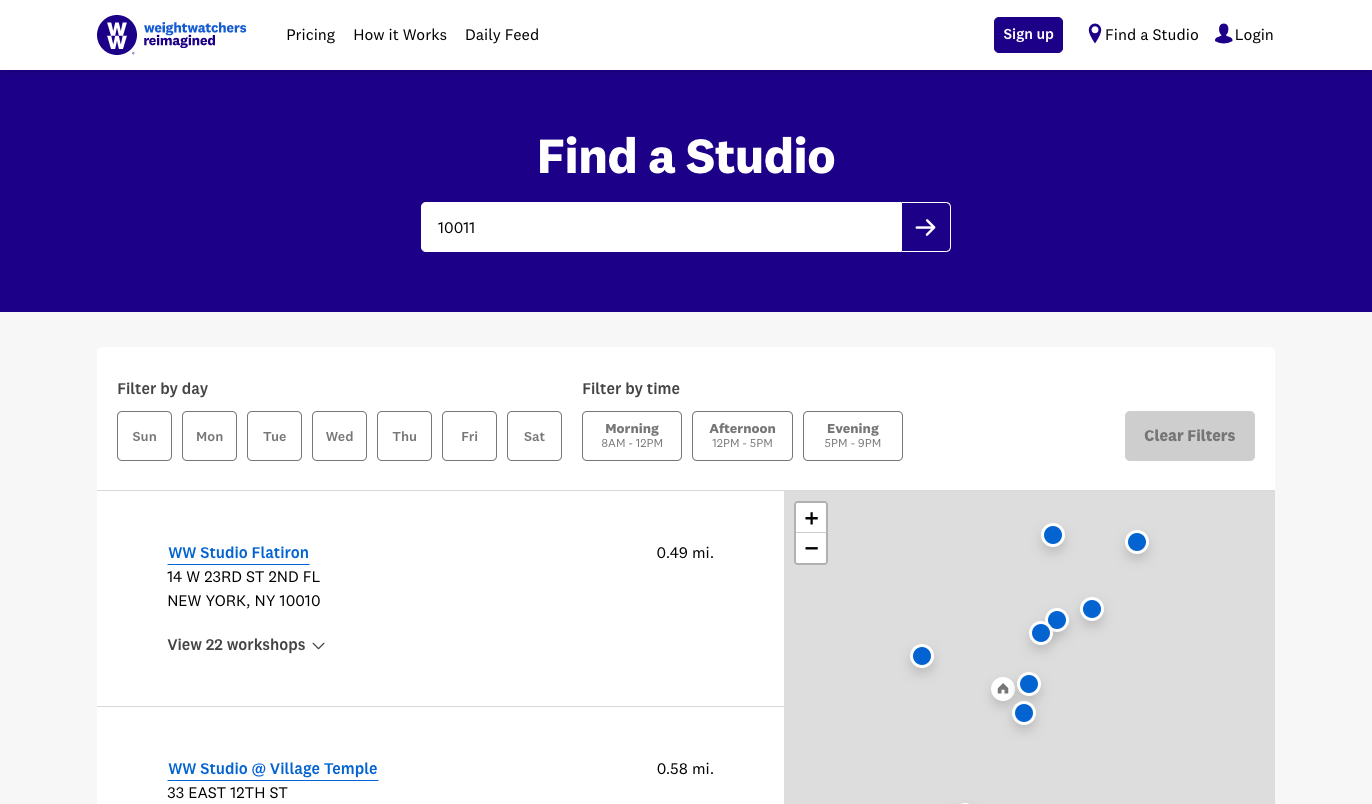 WW
weightwatchers
reimagined
Pricing
How it Works
Daily Feed
Sign up
Find a Studio
Login
Find a Studio
10011
Filter by day
Sun
Mon
Tue
Wed
Thu
Fri
Sat
Filter by time
Morning
8AM - 12PM
Afternoon
12PM - 5PM
Evening
5PM - 9PM
Clear Filters
WW Studio Flatiron
0.49 mi.
14 W 23RD ST 2ND FL
NEW YORK, NY 10010
View 22 workshops
+
−
WW Studio @ Village Temple
0.58 mi.
33 EAST 12TH ST